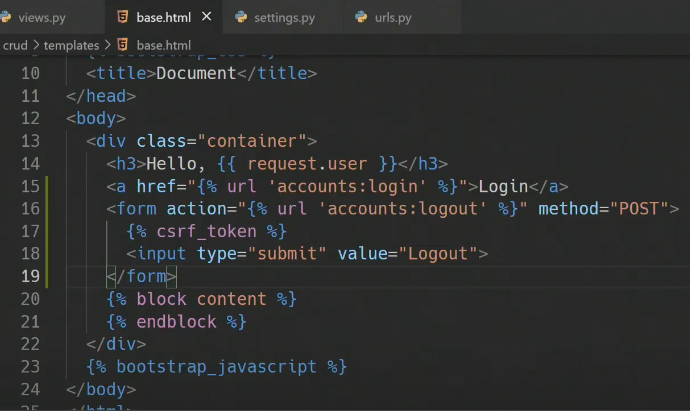 views.py base.html × settings.py urls.py
crud > templates > base.html
10 <title>Document</title>
11 </head>
12 <body>
13 <div class="container">
14 <h3>Hello, {{ request.user }}</h3>
15 <a href="{% url 'accounts:login' %}">Login</a>
16 <form action="{% url 'accounts:logout' %}" method="POST">
17 {% csrf_token %}
18 <input type="submit" value="Logout">
19 </form>
20 {% block content %}
21 {% endblock %}
22 </div>
23 {% bootstrap_javascript %}
24 </body>